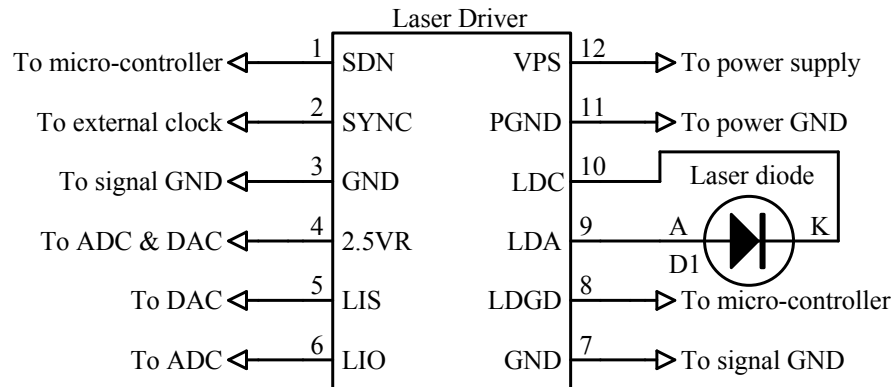 Laser Driver
To micro-controller 1 SDN VPS 12 To power supply
To external clock 2 SYNC PGND 11 To power GND
To signal GND 3 GND LDC 10 Laser diode
To ADC & DAC 4 2.5VR LDA 9 A K
D1
To DAC 5 LIS LDGD 8 To micro-controller
To ADC 6 LIO GND 7 To signal GND